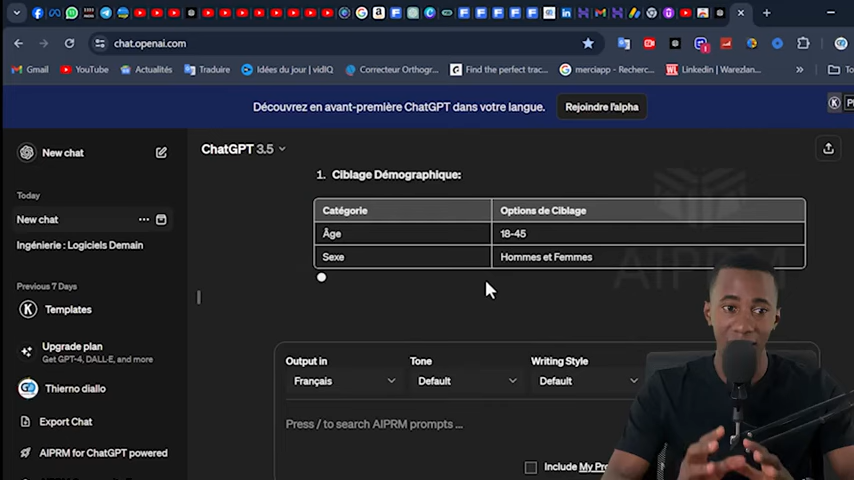 chat.openai.com
Gmail
YouTube
Actualités
Traduire
Idées du jour | vidIQ
Correcteur Orthogr...
Find the perfect trac...
merciapp - Recherc...
Linkedin | Warezlan...
»
Découvrez en avant-première ChatGPT dans votre langue.
Rejoindre l'alpha
New chat
ChatGPT 3.5
Today
New chat
Ingénierie : Logiciels Demain
Previous 7 Days
Templates
Upgrade plan
Get GPT-4, DALL-E, and more
Thierno diallo
Export Chat
AIPRM for ChatGPT powered
1. Ciblage Démographique:
Catégorie Options de Ciblage
Âge 18-45
Sexe Hommes et Femmes
AIPRM
Output in Tone Writing Style
Français Default Default
Press / to search AIPRM prompts ...
Include My Pro